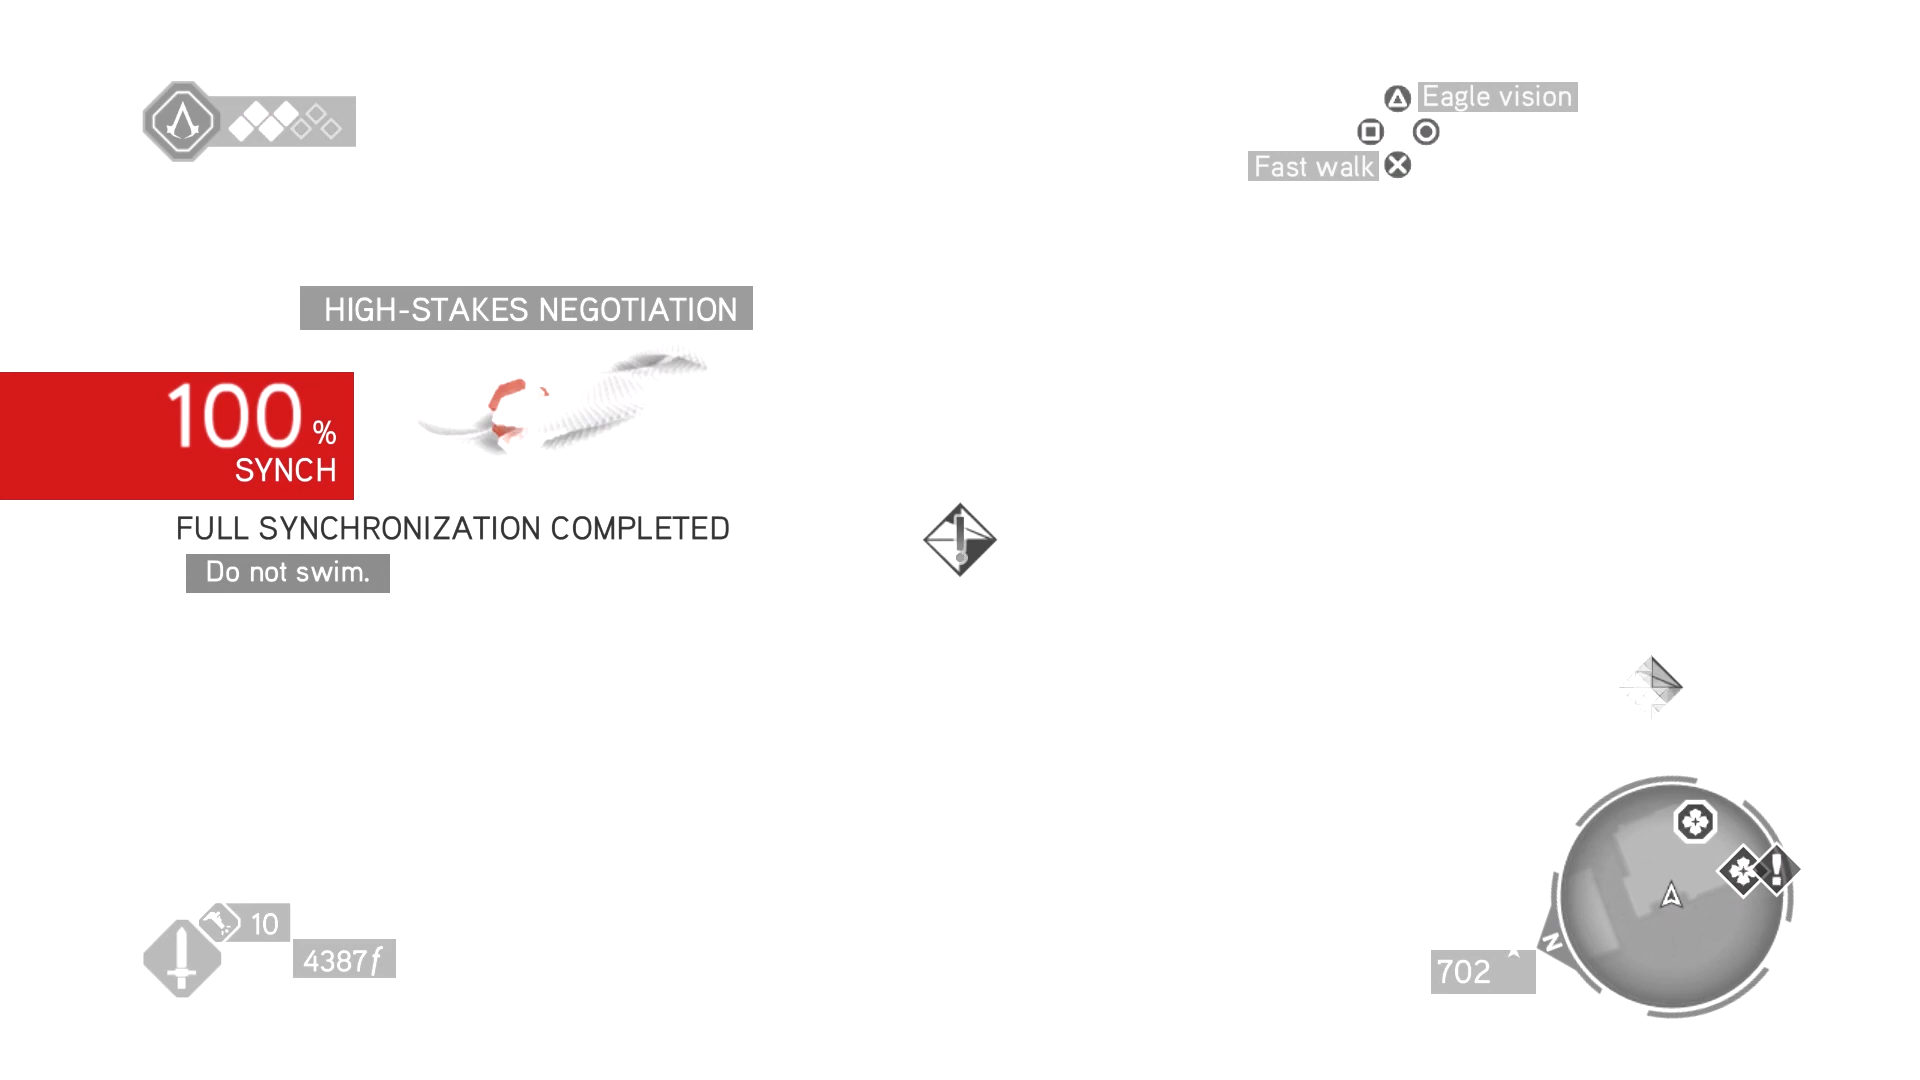 Eagle vision
Fast walk
HIGH-STAKES NEGOTIATION
100 %
SYNCH
FULL SYNCHRONIZATION COMPLETED
Do not swim.
10
4387ƒ
702
N